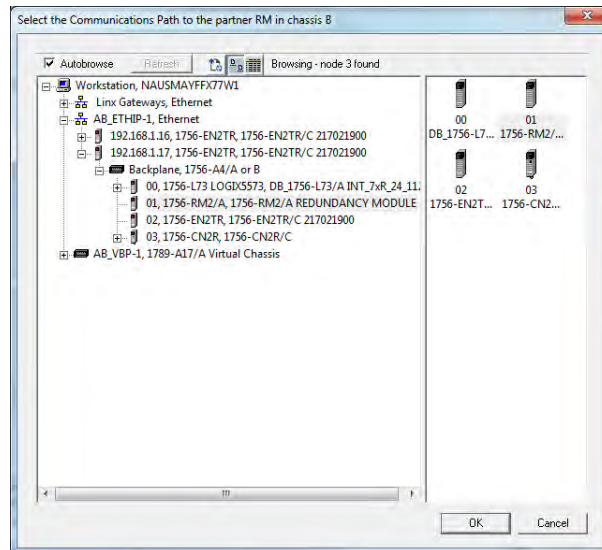 Select the Communications Path to the partner RM in chassis B
Autobrowse Refresh Browsing - node 3 found
Workstation, NAUSMAYFFX77W1
Linx Gateways, Ethernet
AB_ETHIP-1, Ethernet
192.168.1.16, 1756-EN2TR, 1756-EN2TR/C 217021900
192.168.1.17, 1756-EN2TR, 1756-EN2TR/C 217021900
Backplane, 1756-A4/A or B
00, 1756-L73 LOGIX5573, DB_1756-L73/A INT_7xR_24_11.
01, 1756-RM2/A, 1756-RM2/A REDUNDANCY MODULE
02, 1756-EN2TR, 1756-EN2TR/C 217021900
03, 1756-CN2R, 1756-CN2R/C
AB_VBP-1, 1789-A17/A Virtual Chassis
00 01
DB_1756-L7... 1756-RM2/...
02 03
1756-EN2T... 1756-CN2...
OK Cancel